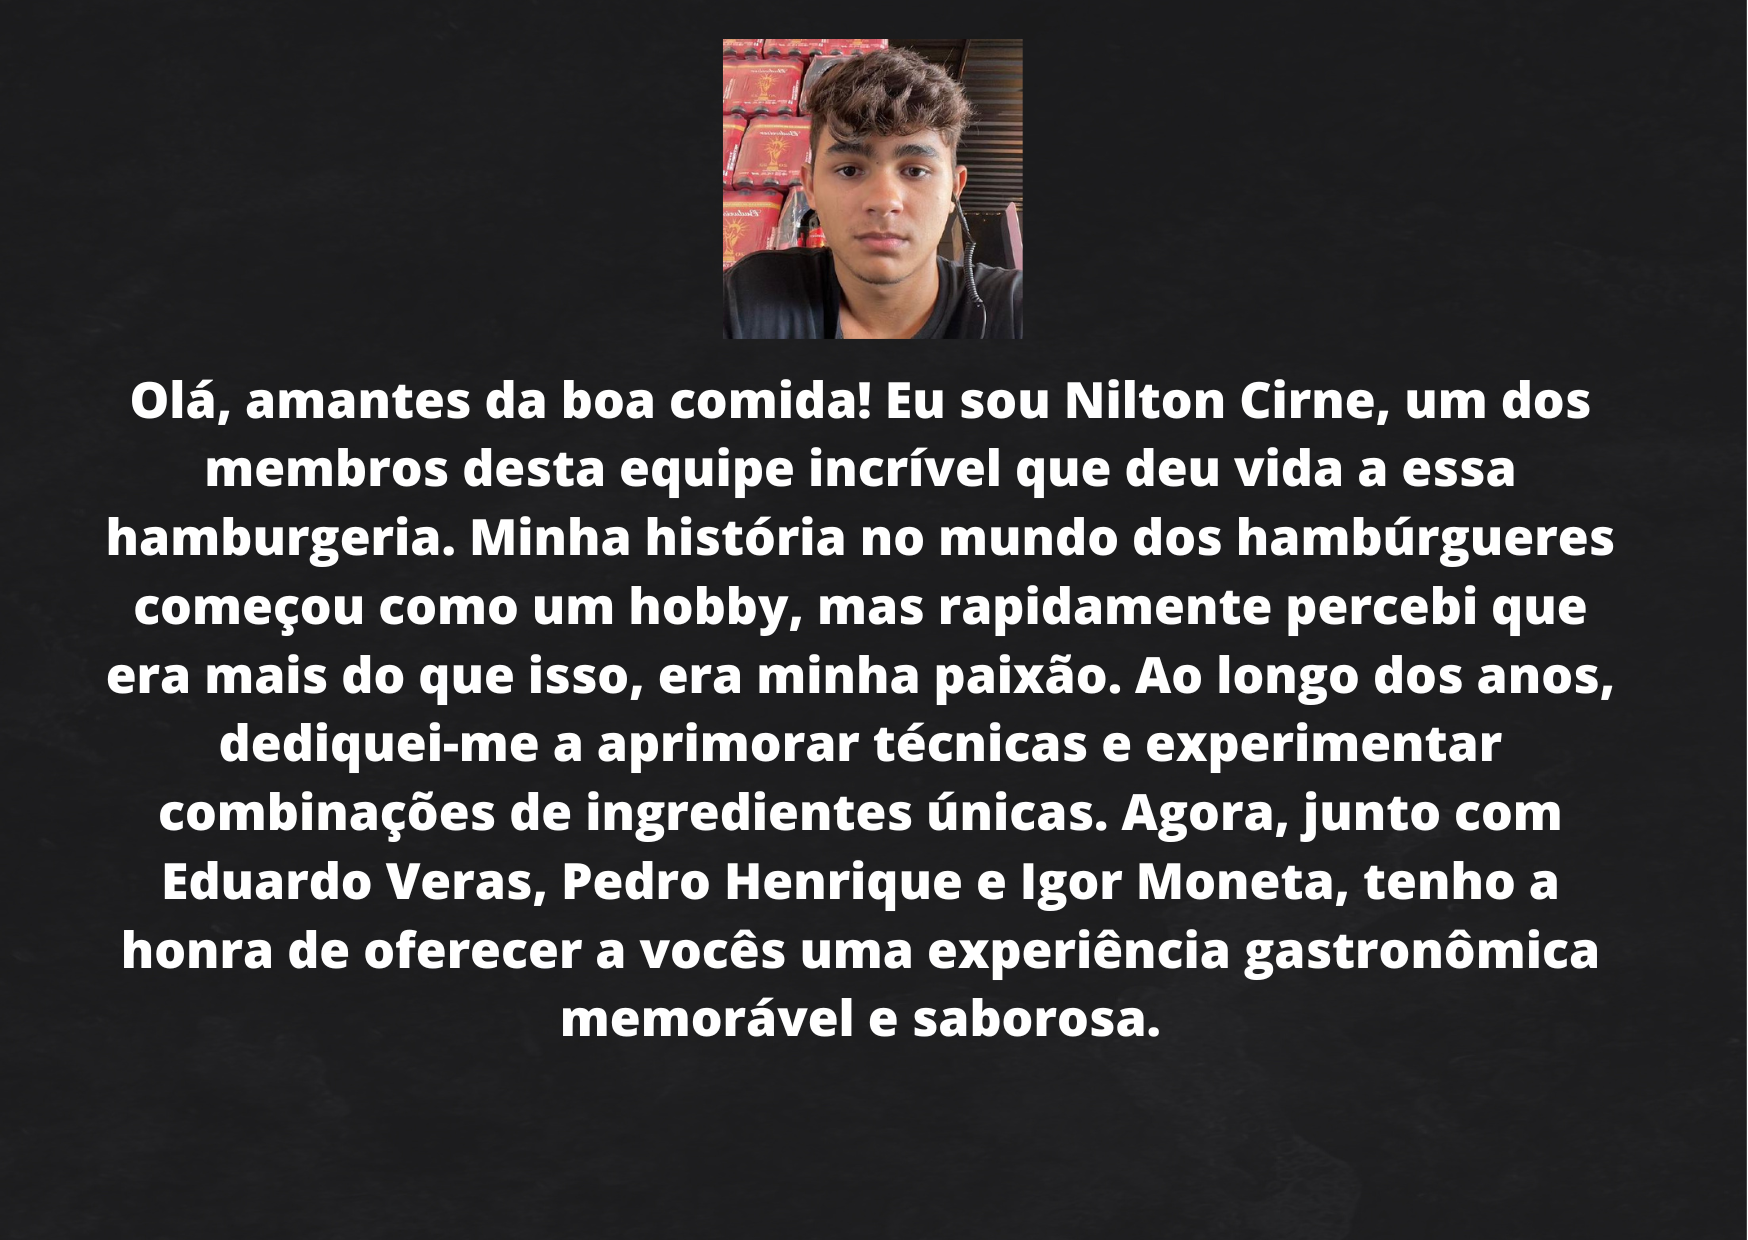 Olá, amantes da boa comida! Eu sou Nilton Cirne, um dos
membros desta equipe incrível que deu vida a essa
hamburgeria. Minha história no mundo dos hambúrgueres
começou como um hobby, mas rapidamente percebi que
era mais do que isso, era minha paixão. Ao longo dos anos,
dediquei-me a aprimorar técnicas e experimentar
combinações de ingredientes únicas. Agora, junto com
Eduardo Veras, Pedro Henrique e Igor Moneta, tenho a
honra de oferecer a vocês uma experiência gastronômica
memorável e saborosa.